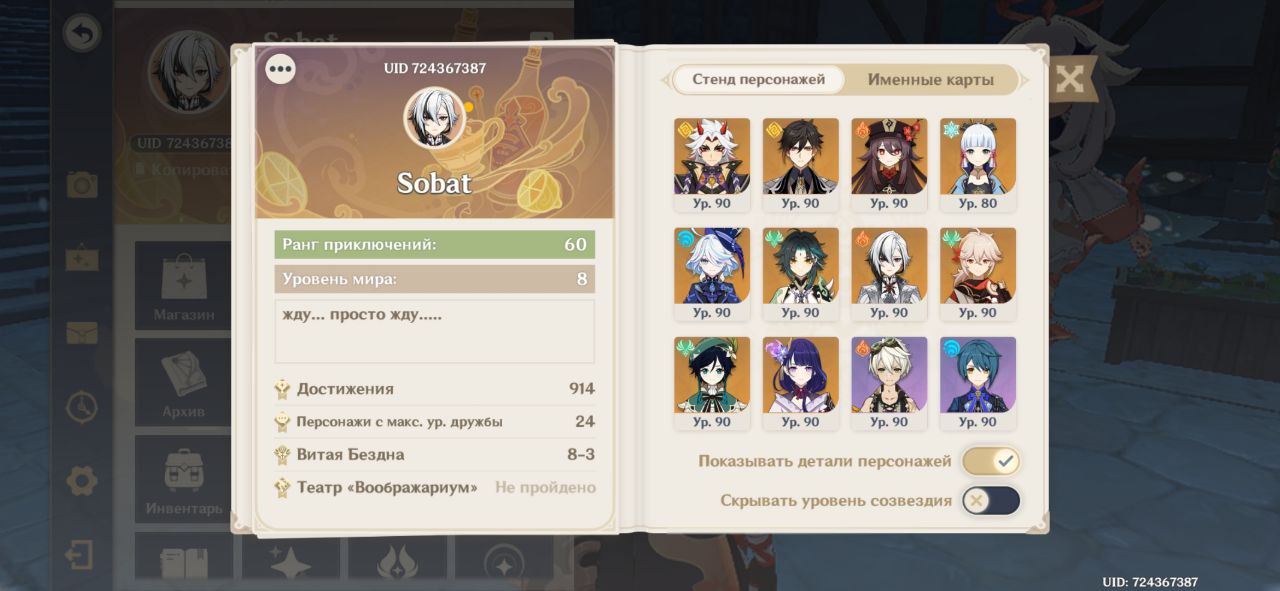 Sobat
UID 72436738
Копироват
Магазин
Архив
Инвентарь
UID 724367387
Sobat
Ранг приключений: 60
Уровень мира: 8
жду... просто жду.....
Достижения 914
Персонажи с макс. ур. дружбы 24
Витая Бездна 8-3
Театр «Воображариум» Не пройдено
Стенд персонажей Именные карты
Ур. 90 Ур. 90 Ур. 90 Ур. 80
Ур. 90 Ур. 90 Ур. 90 Ур. 90
Ур. 90 Ур. 90 Ур. 90 Ур. 90
Показывать детали персонажей
Скрывать уровень созвездия
UID: 724367387